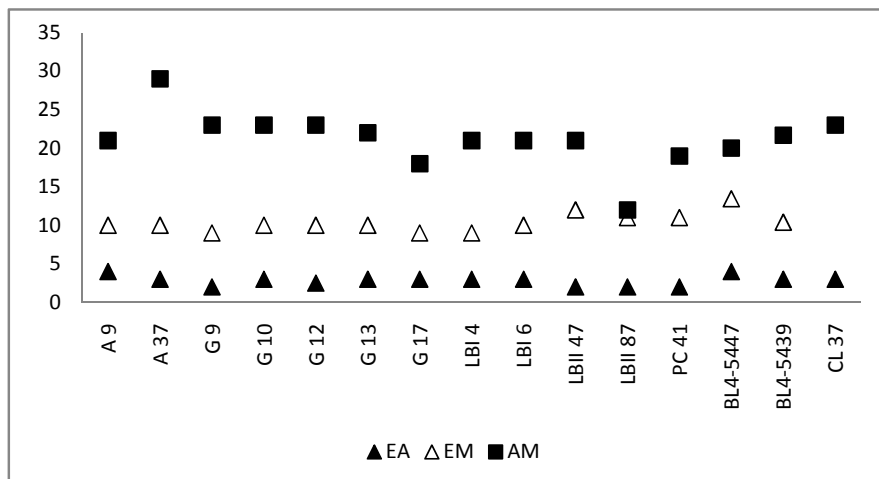 35
30
25
20
15
10
5
0
A 9
A 37
G 9
G 10
G 12
G 13
G 17
LBI 4
LBI 6
LBII 47
LBII 87
PC 41
BL4-5447
BL4-5439
CL 37
EA EM AM